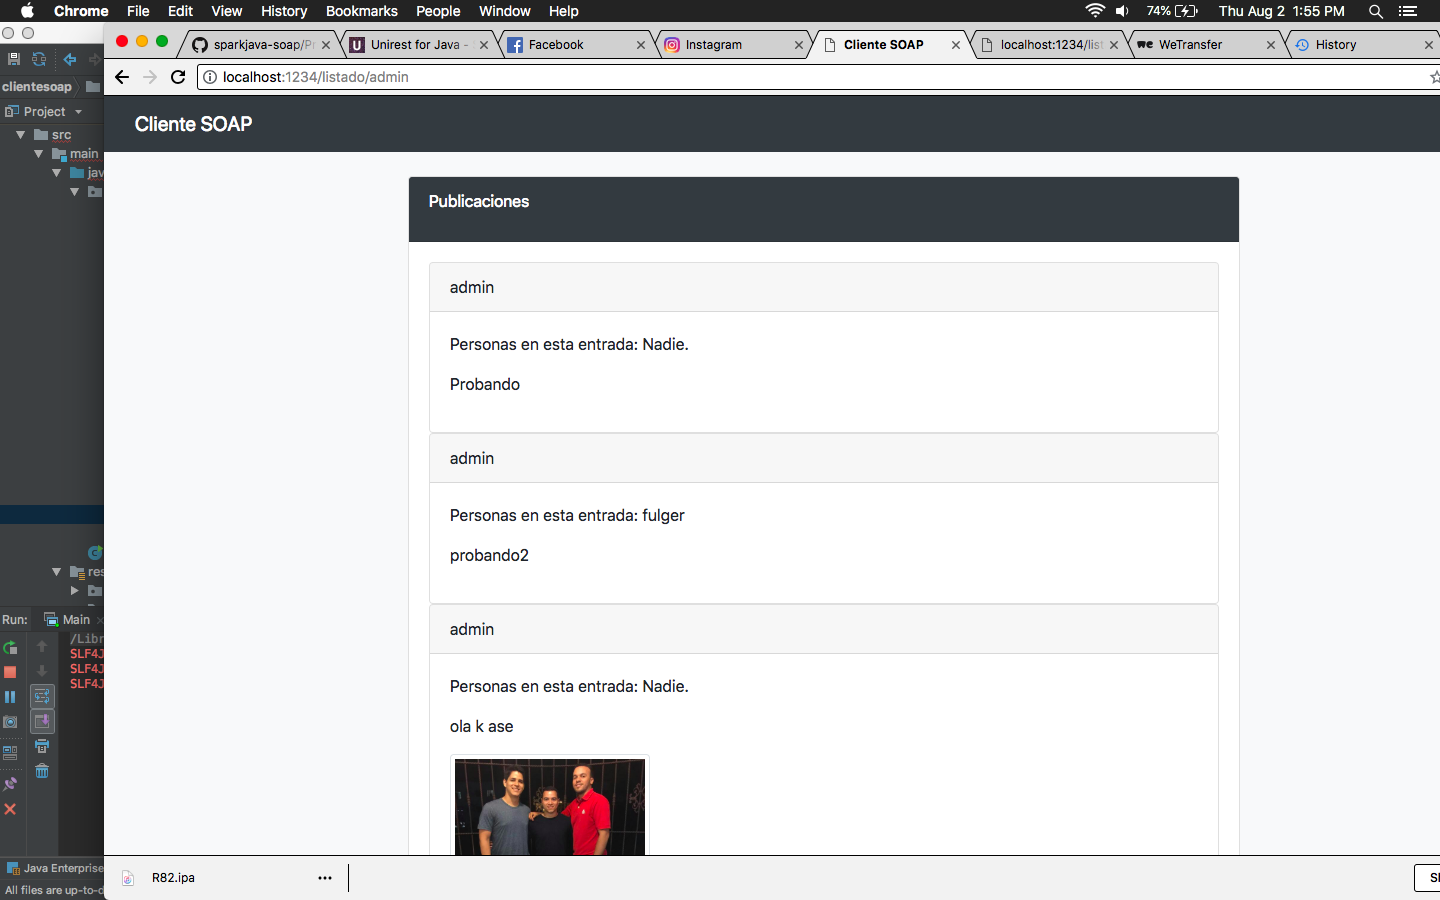 Chrome File Edit View History Bookmarks People Window Help 74% Thu Aug 2 1:55 PM
sparkjava-soap/Pr Unirest for Java - Facebook Instagram Cliente SOAP localhost:1234/list WeTransfer History
localhost:1234/listado/admin
clientesoap
Project
src
main
jav
res
Run: Main
/Libr
SLF4J
SLF4J
SLF4J
Java Enterprise
All files are up-to-d
Cliente SOAP
Publicaciones
admin
Personas en esta entrada: Nadie.
Probando
admin
Personas en esta entrada: fulger
probando2
admin
Personas en esta entrada: Nadie.
ola k ase
R82.ipa